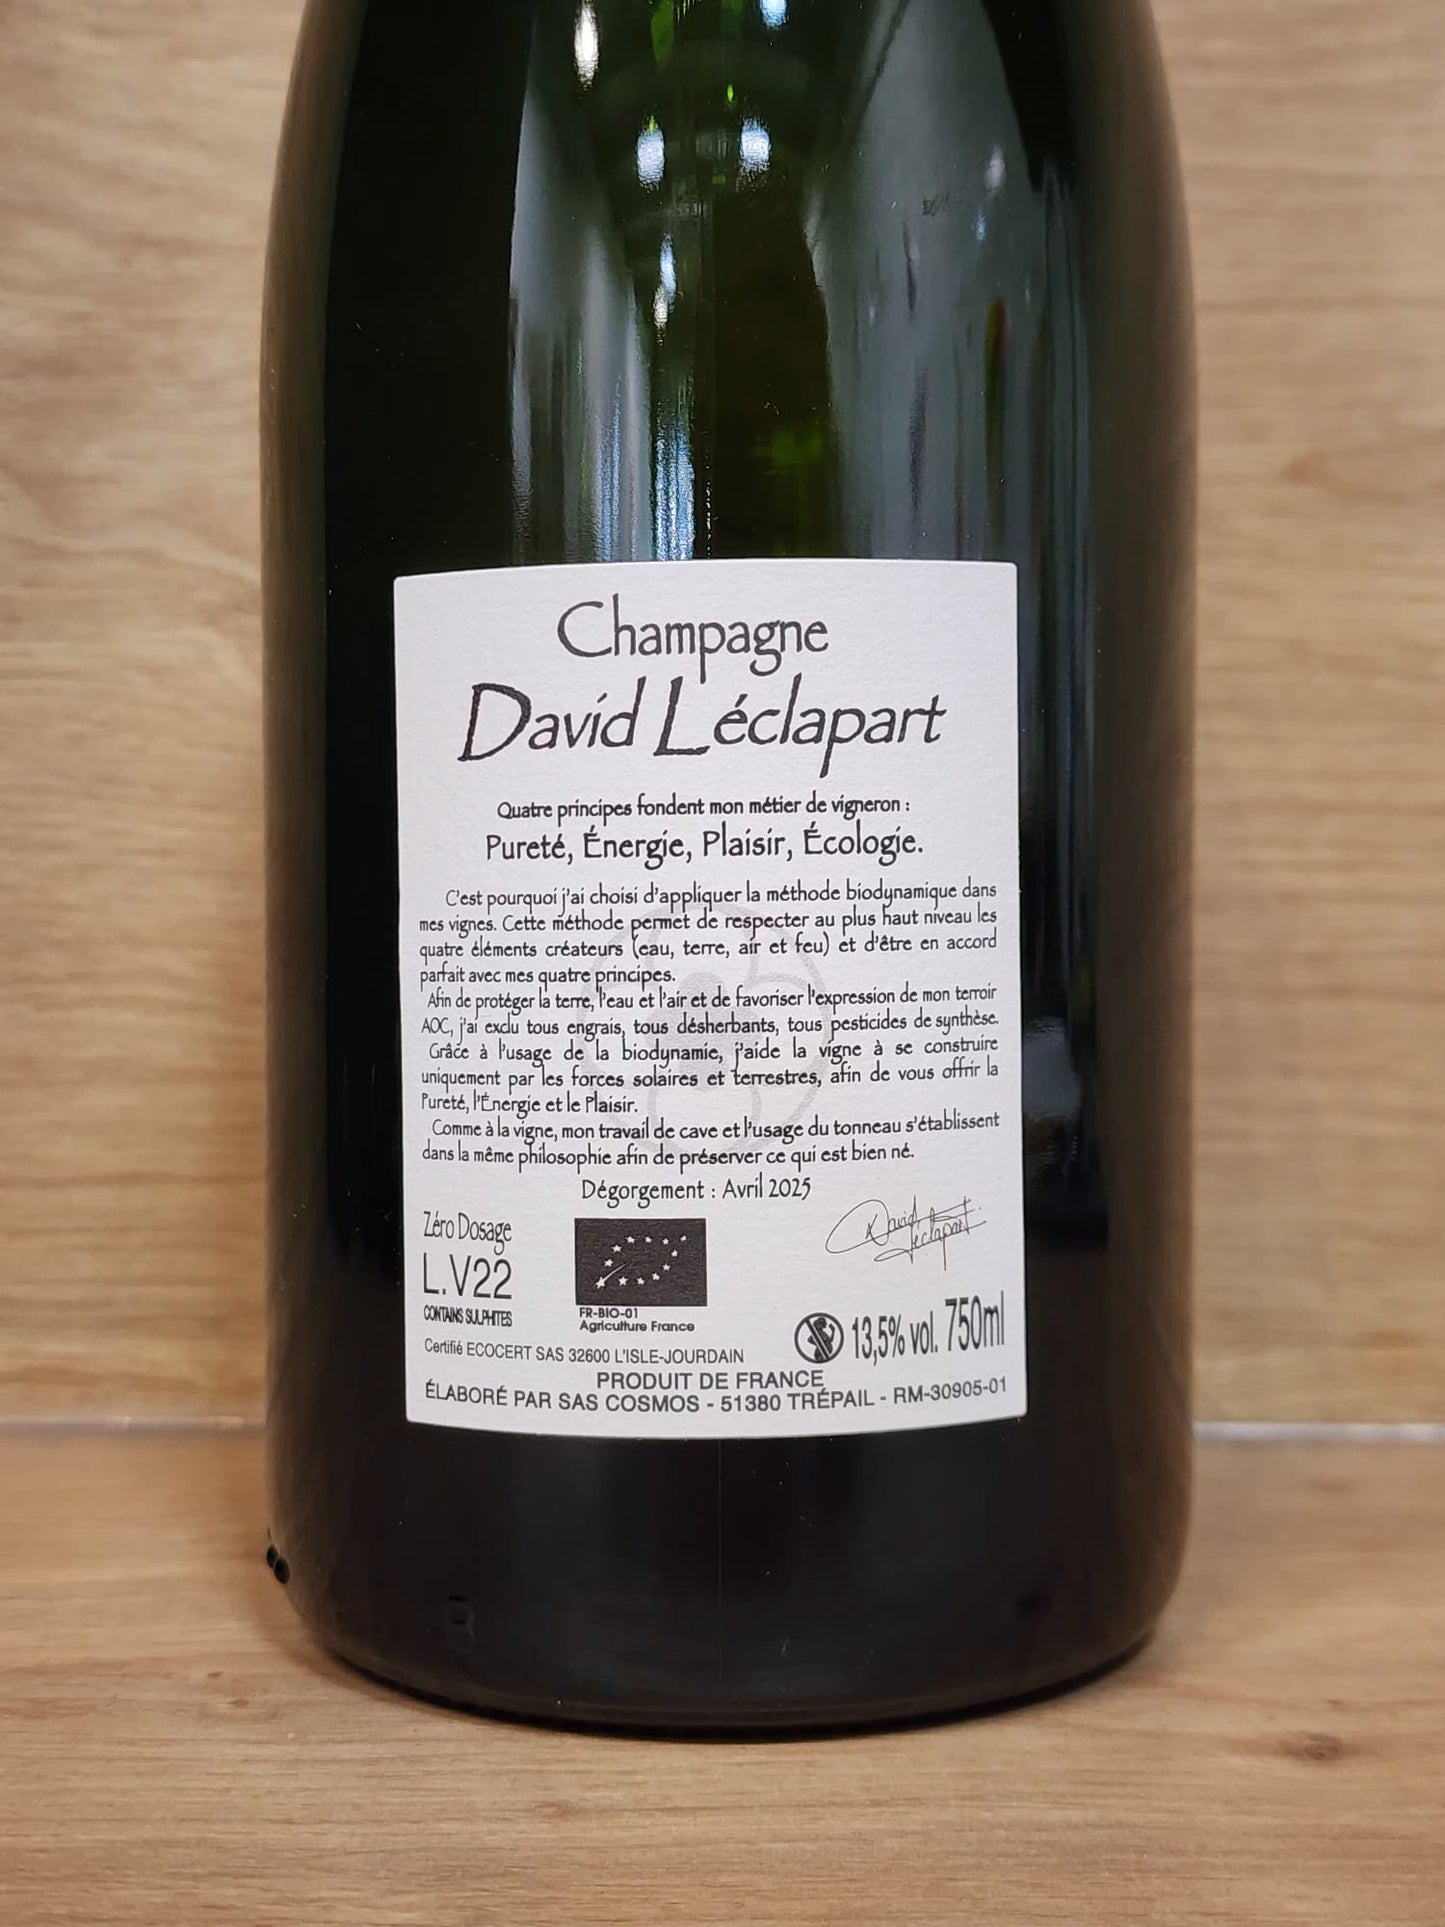 Champagne
David Léclapart
Quatre principes fondent mon métier de vigneron :
Pureté, Énergie, Plaisir, Écologie.
C'est pourquoi j'ai choisi d'appliquer la méthode biodynamique dans
mes vignes. Cette méthode permet de respecter au plus haut niveau les
quatre éléments créateurs (eau, terre, air et feu) et d'être en accord
parfait avec mes quatre principes.
Afin de protéger la terre, l'eau et l'air et de favoriser l'expression de mon terroir
AOC, j'ai exclu tous engrais, tous désherbants, tous pesticides de synthèse.
Grâce à l'usage de la biodynamie, j'aide la vigne à se construire
uniquement par les forces solaires et terrestres, afin de vous offrir la
Pureté, l'Énergie et le Plaisir.
Comme à la vigne, mon travail de cave et l'usage du tonneau s'établissent
dans la même philosophie afin de préserver ce qui est bien né.
Dégorgement : Avril 2025
Zéro Dosage
L.V22
CONTAINS SULPHITES
FR-BIO-01
Agriculture France
David
Léclapart
13,5% vol. 750ml
Certifié ECOCERT SAS 32600 L'ISLE-JOURDAIN
PRODUIT DE FRANCE
ÉLABORÉ PAR SAS COSMOS - 51380 TRÉPAIL - RM-30905-01